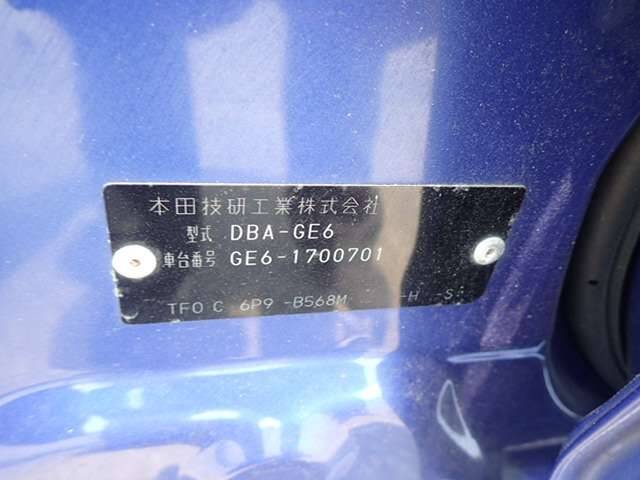 本田技研工業株式会社
型式 DBA-GE6
車台番号 GE6-1700701
TF0 C 6P9 -B568M -H S